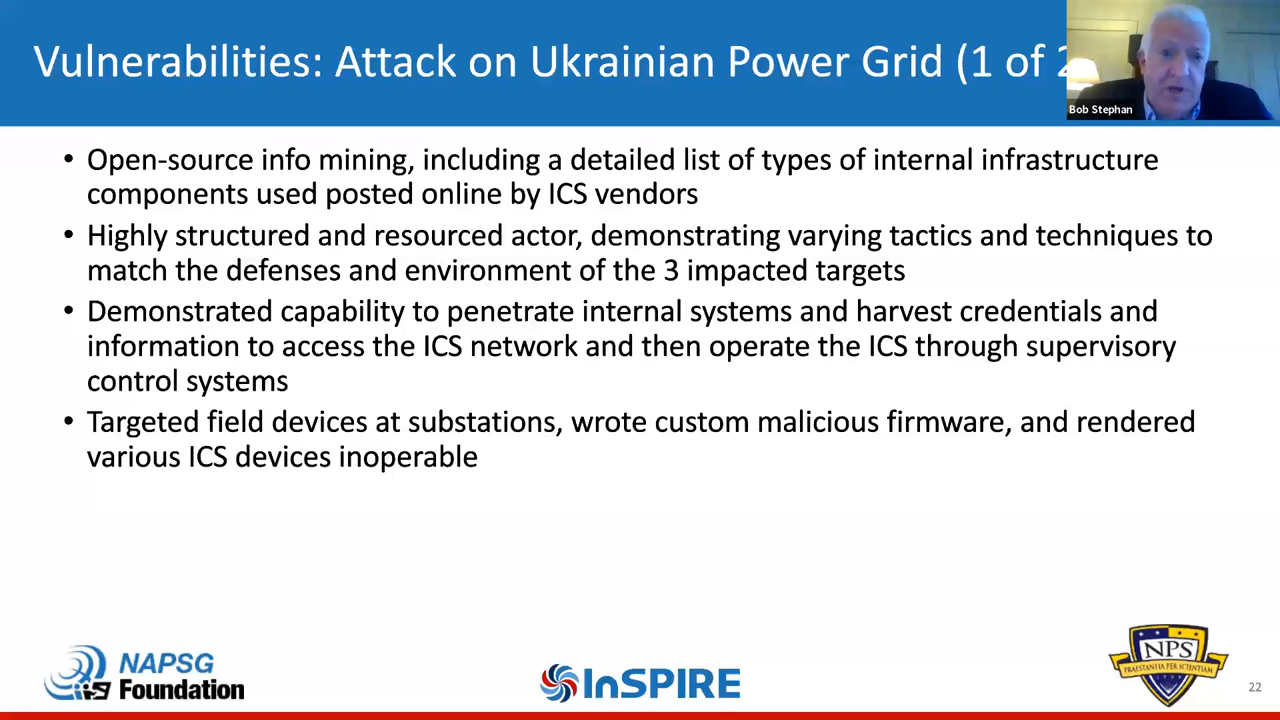 Vulnerabilities: Attack on Ukrainian Power Grid (1 of 2
Bob Stephan
• Open-source info mining, including a detailed list of types of internal infrastructure
components used posted online by ICS vendors
• Highly structured and resourced actor, demonstrating varying tactics and techniques to
match the defenses and environment of the 3 impacted targets
• Demonstrated capability to penetrate internal systems and harvest credentials and
information to access the ICS network and then operate the ICS through supervisory
control systems
• Targeted field devices at substations, wrote custom malicious firmware, and rendered
various ICS devices inoperable
NAPSG
Foundation
InSPIRE
NPS
PRAESTANTIA PER SCIENTIAM
22